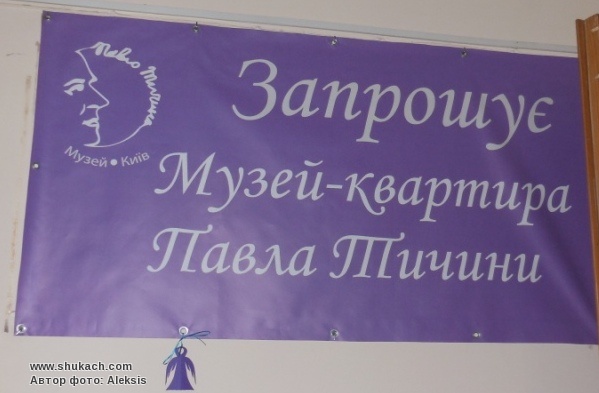 Павло Тичина
Музей • Київ
Запрошує
Музей-квартира
Павла Тичини
www.shukach.com
Автор фото: Aleksis